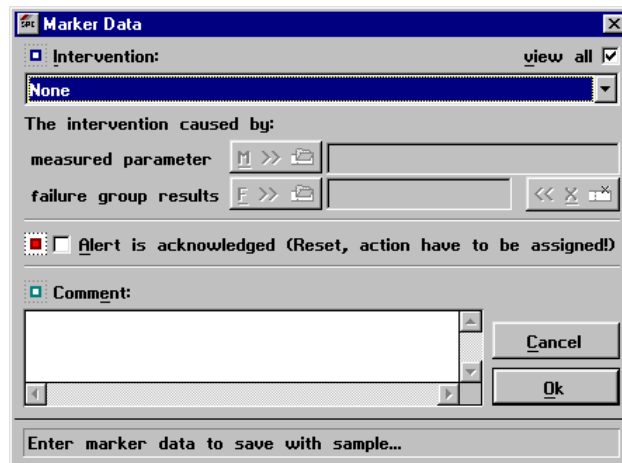 SPC Marker Data
Intervention: view all
None
The intervention caused by:
measured parameter M >>
failure group results F >> << X
Alert is acknowledged (Reset, action have to be assigned!)
Comment:
Cancel
Ok
Enter marker data to save with sample...